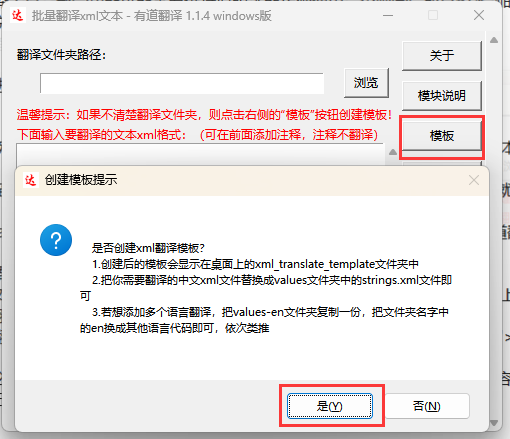 达 批量翻译xml文本 - 有道翻译 1.1.4 windows版
翻译文件夹路径：
浏览
关于
模块说明
模板
温馨提示：如果不清楚翻译文件夹，则点击右侧的“模板”按钮创建模板！
下面输入要翻译的文本xml格式：（可在前面添加注释，注释不翻译）
达 创建模板提示
是否创建xml翻译模板？
1.创建后的模板会显示在桌面上的xml_translate_template文件夹中
2.把你需要翻译的中文xml文件替换成values文件夹中的strings.xml文件即
可
3.若想添加多个语言翻译，把values-en文件夹复制一份，把文件夹名字中
的en换成其他语言代码即可，依次类推
是(Y)
否(N)